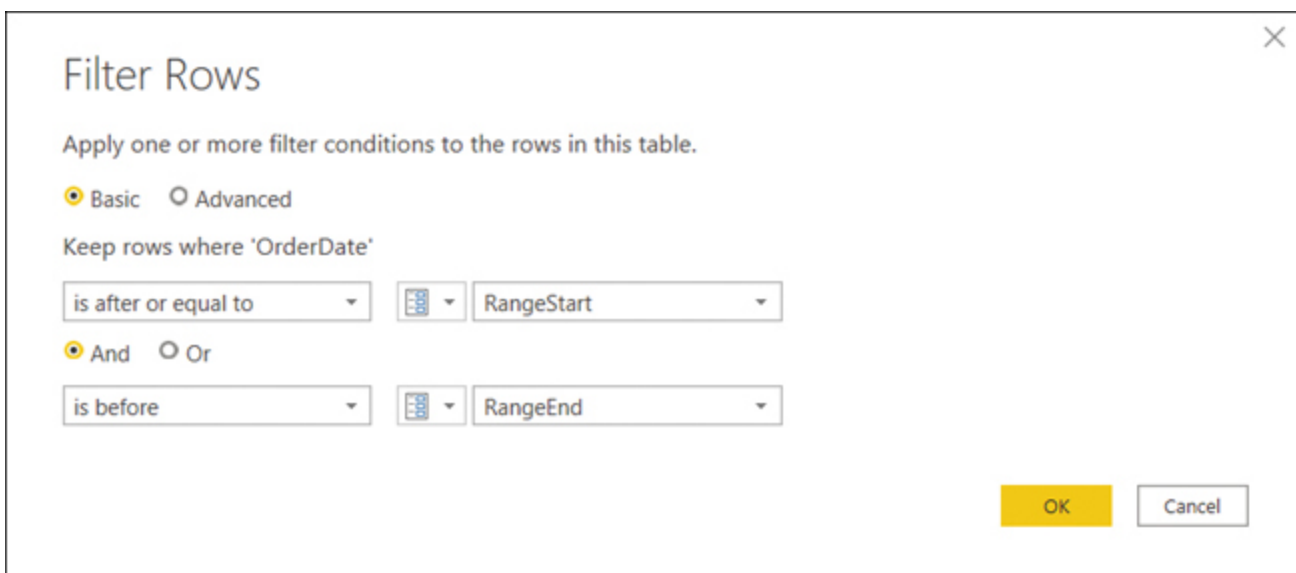 Filter Rows
Apply one or more filter conditions to the rows in this table.
Basic Advanced
Keep rows where 'OrderDate'
is after or equal to RangeStart
And Or
is before RangeEnd
OK Cancel